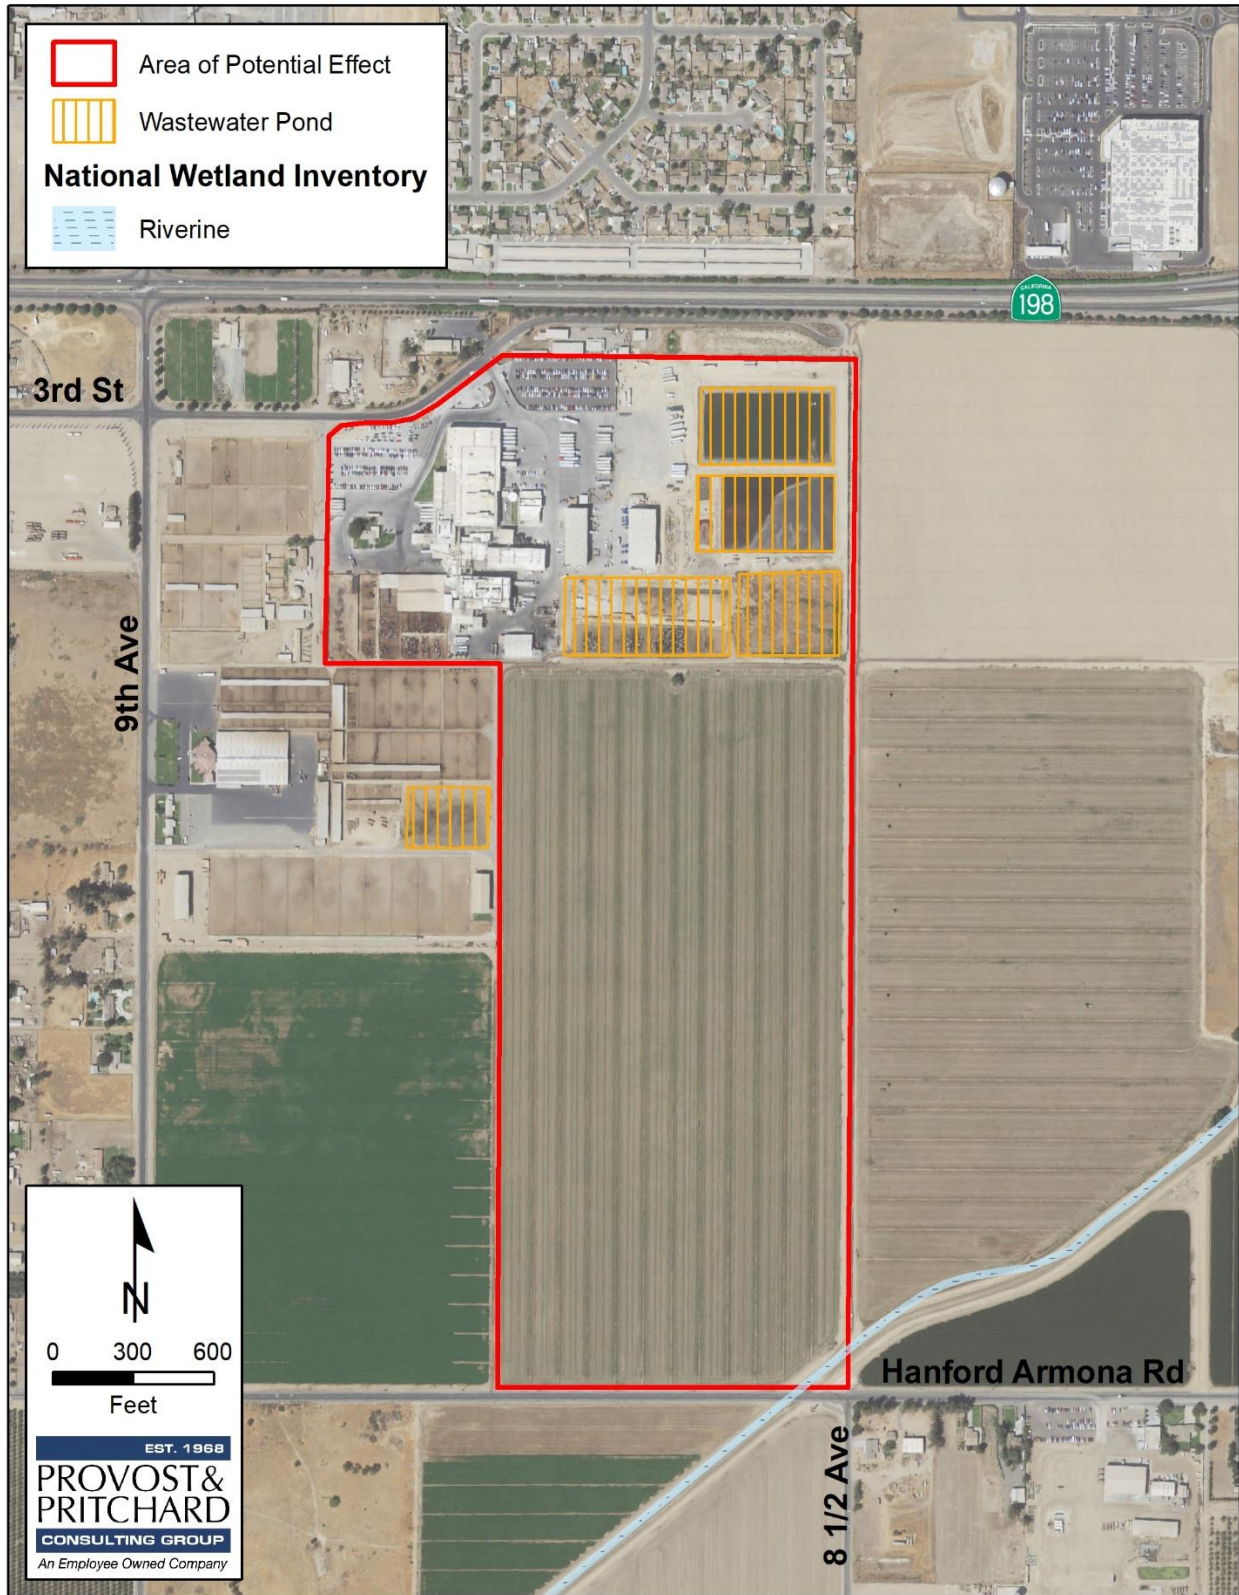 Area of Potential Effect
Wastewater Pond
National Wetland Inventory
Riverine
CALIFORNIA
198
3rd St
9th Ave
N
0 300 600
Feet
Hanford Armona Rd
8 1/2 Ave
EST. 1968
PROVOST&
PRITCHARD
CONSULTING GROUP
An Employee Owned Company